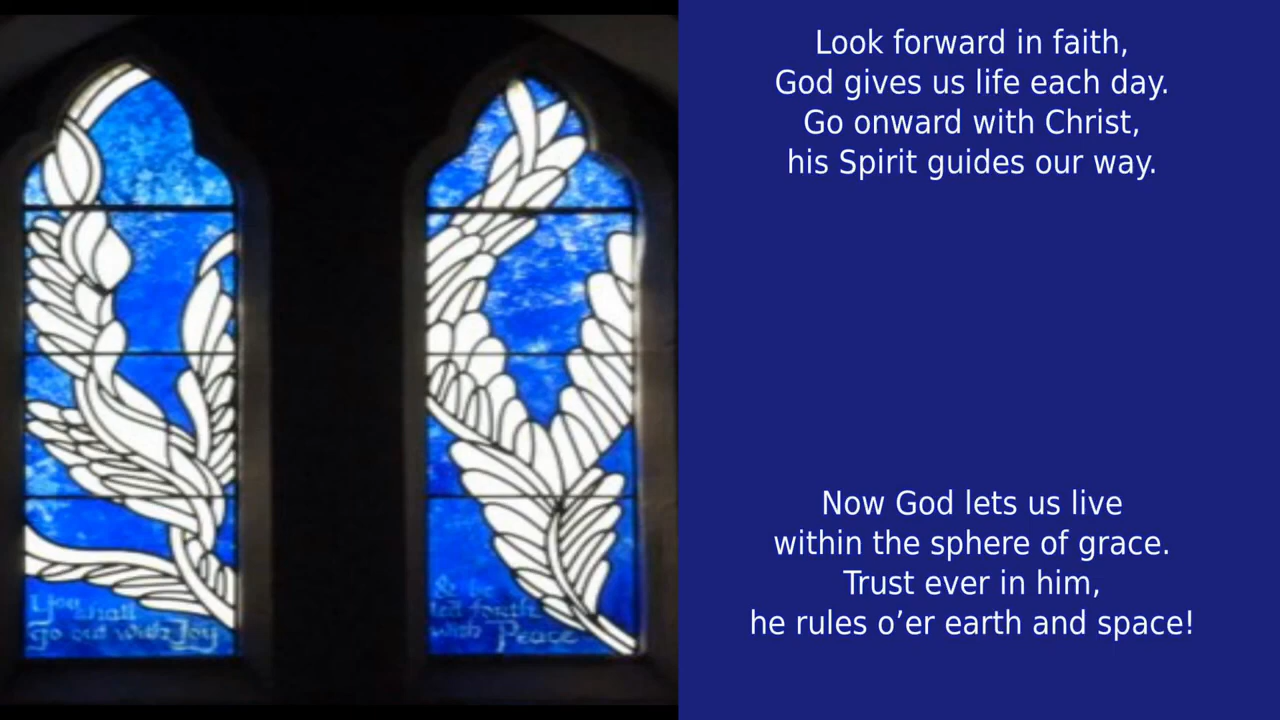 Look forward in faith,
God gives us life each day.
Go onward with Christ,
his Spirit guides our way.
Now God lets us live
within the sphere of grace.
Trust ever in him,
he rules o’er earth and space!
You shall
go out with Joy
& be
led forth
with Peace